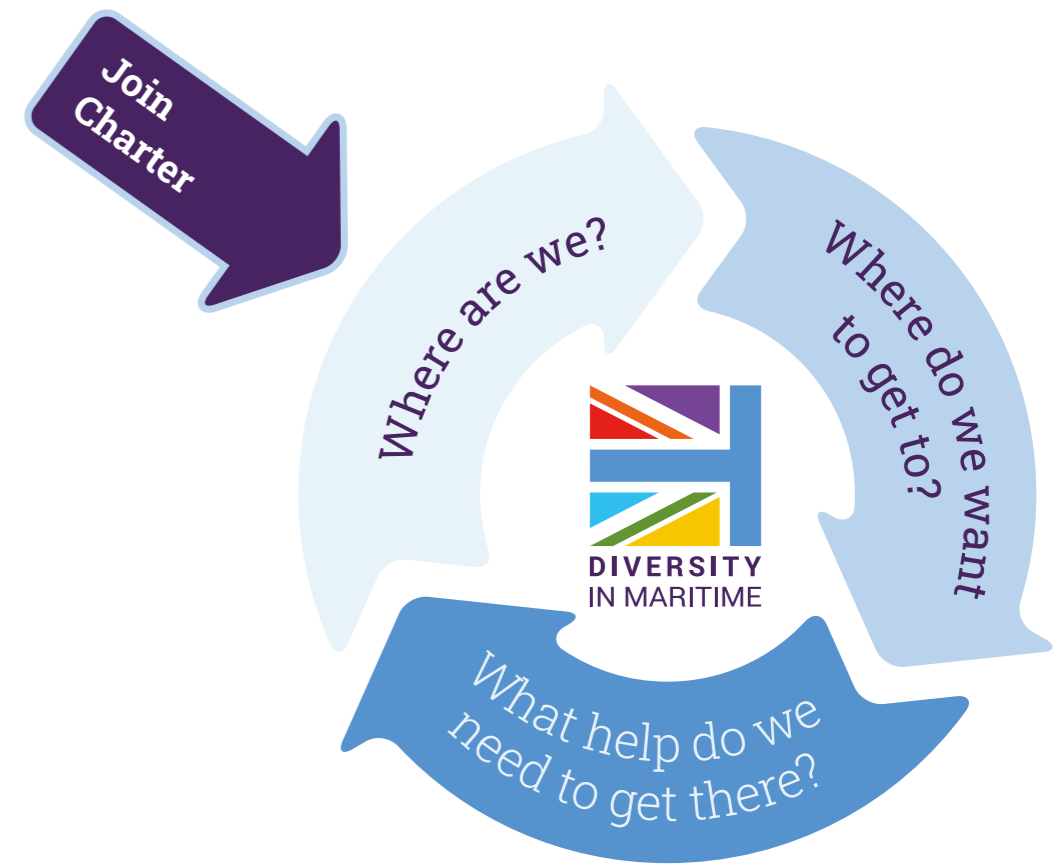 Join
Charter
Where are we?
Where do we want
to get to?
What help do we
need to get there?
DIVERSITY
IN MARITIME